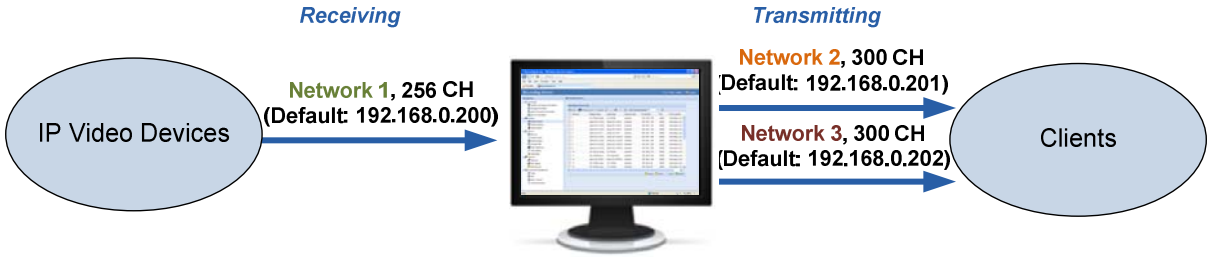 Receiving
Transmitting
IP Video Devices
Network 1, 256 CH
(Default: 192.168.0.200)
Network 2, 300 CH
(Default: 192.168.0.201)
Network 3, 300 CH
(Default: 192.168.0.202)
Clients